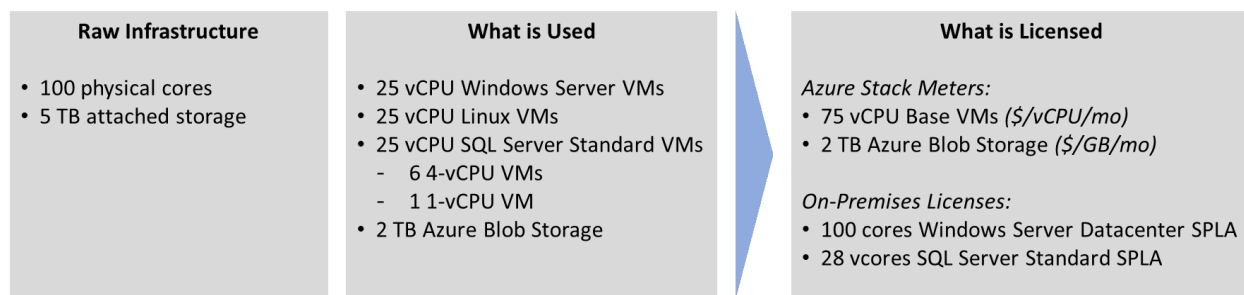 Raw Infrastructure
• 100 physical cores
• 5 TB attached storage
What is Used
• 25 vCPU Windows Server VMs
• 25 vCPU Linux VMs
• 25 vCPU SQL Server Standard VMs
- 6 4-vCPU VMs
- 1 1-vCPU VM
• 2 TB Azure Blob Storage
What is Licensed
Azure Stack Meters:
• 75 vCPU Base VMs ($/vCPU/mo)
• 2 TB Azure Blob Storage ($/GB/mo)
On-Premises Licenses:
• 100 cores Windows Server Datacenter SPLA
• 28 vcores SQL Server Standard SPLA